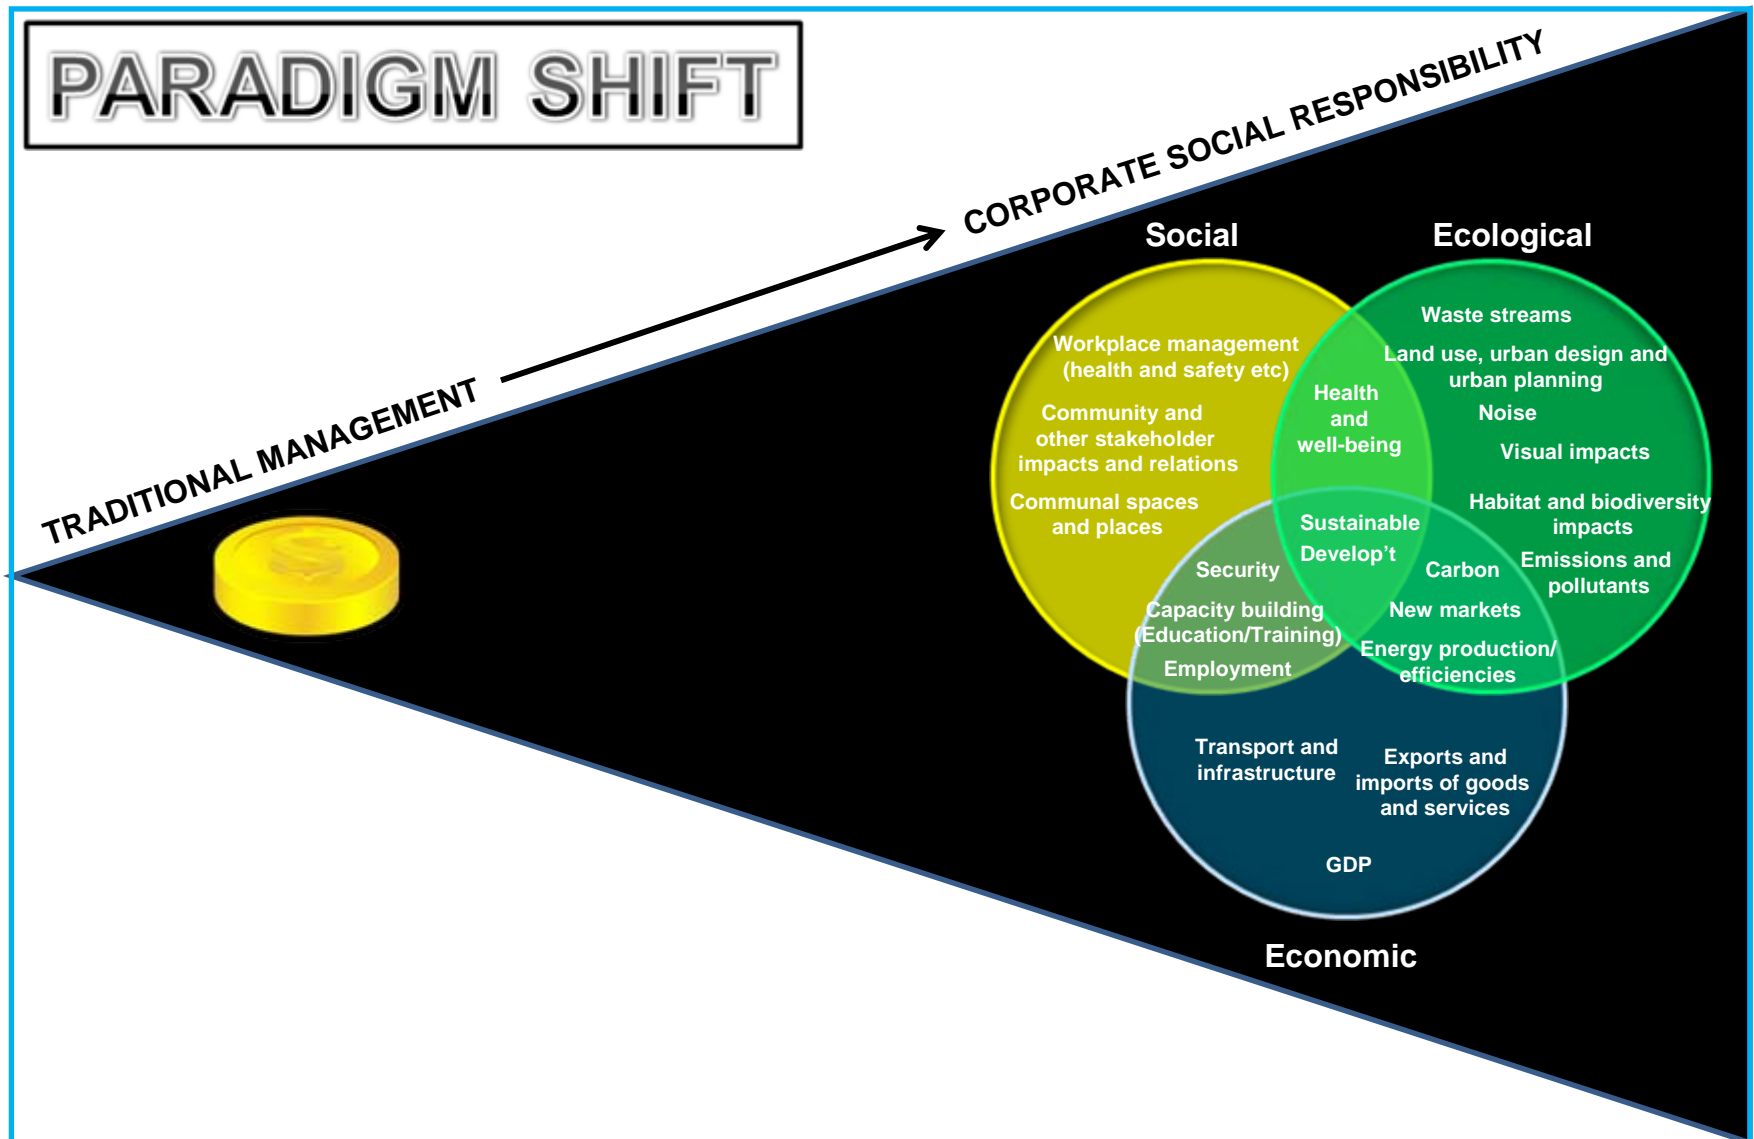 PARADIGM SHIFT
TRADITIONAL MANAGEMENT
CORPORATE SOCIAL RESPONSIBILITY
Social
Ecological
Workplace management
(health and safety etc)
Community and
other stakeholder
impacts and relations
Communal spaces
and places
Health
and
well-being
Waste streams
Land use, urban design and
urban planning
Noise
Visual impacts
Habitat and biodiversity
impacts
Emissions and
pollutants
Sustainable
Develop’t
Security
Capacity building
(Education/Training)
Employment
Carbon
New markets
Energy production/
efficiencies
Transport and
infrastructure
Exports and
imports of goods
and services
GDP
Economic
$